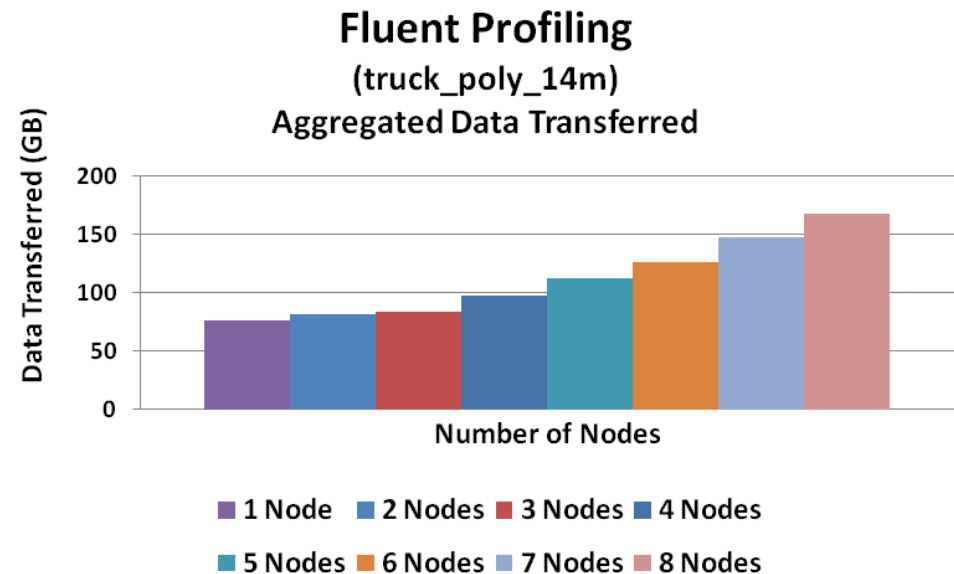 Fluent Profiling
(truck_poly_14m)
Aggregated Data Transferred
Data Transferred (GB)
200
150
100
50
0
Number of Nodes
1 Node 2 Nodes 3 Nodes 4 Nodes
5 Nodes 6 Nodes 7 Nodes 8 Nodes